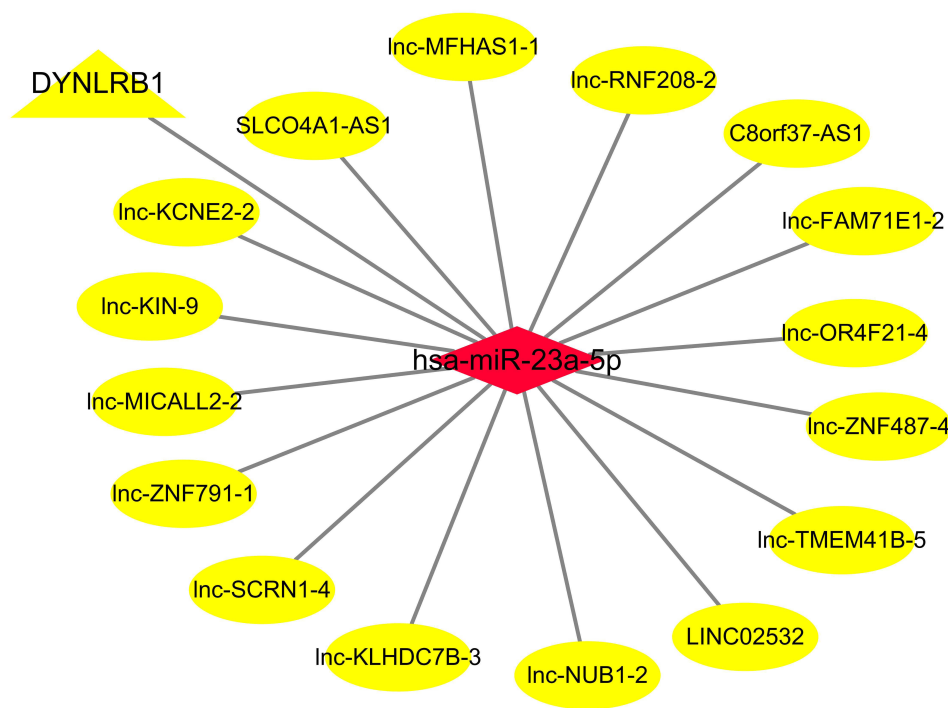 lnc-MFHAS1-1
lnc-RNF208-2
DYNLRB1
SLCO4A1-AS1
C8orf37-AS1
lnc-KCNE2-2
lnc-FAM71E1-2
lnc-KIN-9
lnc-OR4F21-4
hsa-miR-23a-5p
lnc-MICALL2-2
lnc-ZNF487-4
lnc-ZNF791-1
lnc-TMEM41B-5
lnc-SCRN1-4
LINC02532
lnc-KLHDC7B-3
lnc-NUB1-2